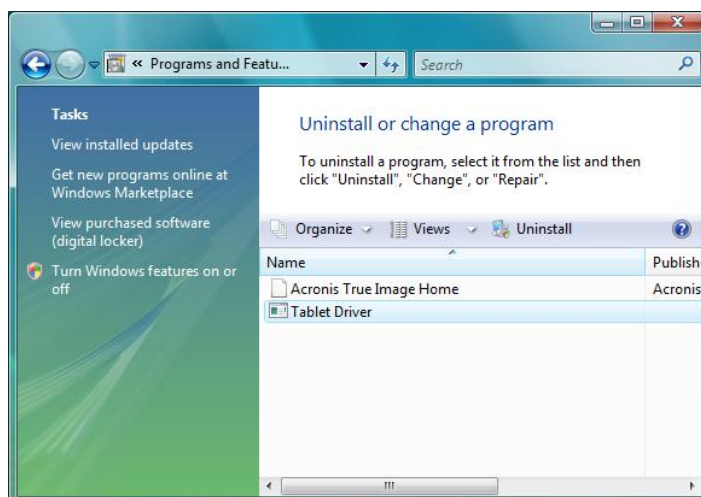 « Programs and Featu...
Search
Tasks
View installed updates
Get new programs online at
Windows Marketplace
View purchased software
(digital locker)
Turn Windows features on or
off
Uninstall or change a program
To uninstall a program, select it from the list and then
click "Uninstall", "Change", or "Repair".
Organize Views Uninstall ?
Name Publish
Acronis True Image Home Acronis
Tablet Driver